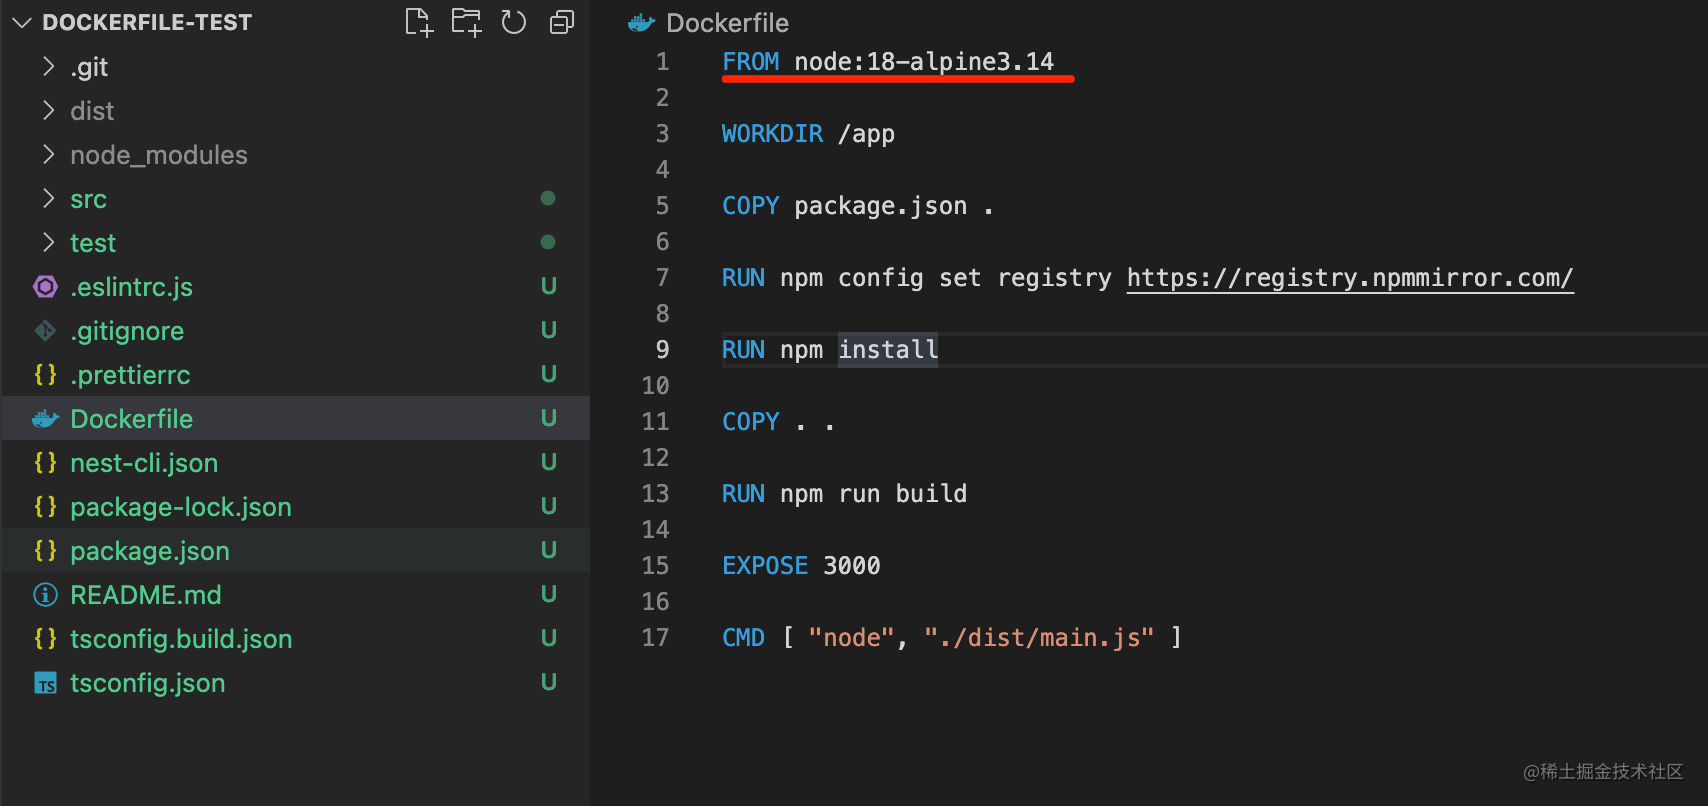 DOCKERFILE-TEST
.git
dist
node_modules
src
test
.eslintrc.js U
.gitignore U
{} .prettierrc U
Dockerfile U
{} nest-cli.json U
{} package-lock.json U
{} package.json U
README.md U
{} tsconfig.build.json U
TS tsconfig.json U
Dockerfile
1 FROM node:18-alpine3.14
2
3 WORKDIR /app
4
5 COPY package.json .
6
7 RUN npm config set registry https://registry.npmmirror.com/
8
9 RUN npm install
10
11 COPY . .
12
13 RUN npm run build
14
15 EXPOSE 3000
16
17 CMD [ "node", "./dist/main.js" ]
@稀土掘金技术社区